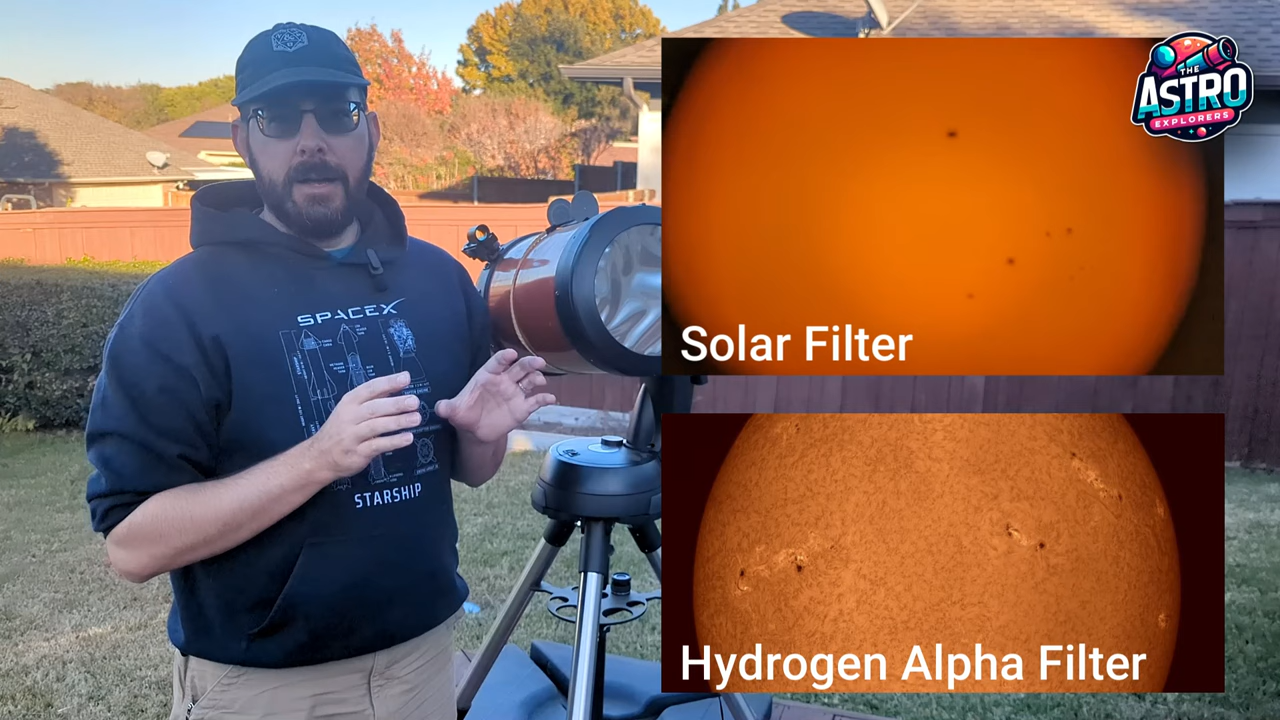 THE
ASTRO
EXPLORERS
SPACEX
STARSHIP
Solar Filter
Hydrogen Alpha Filter